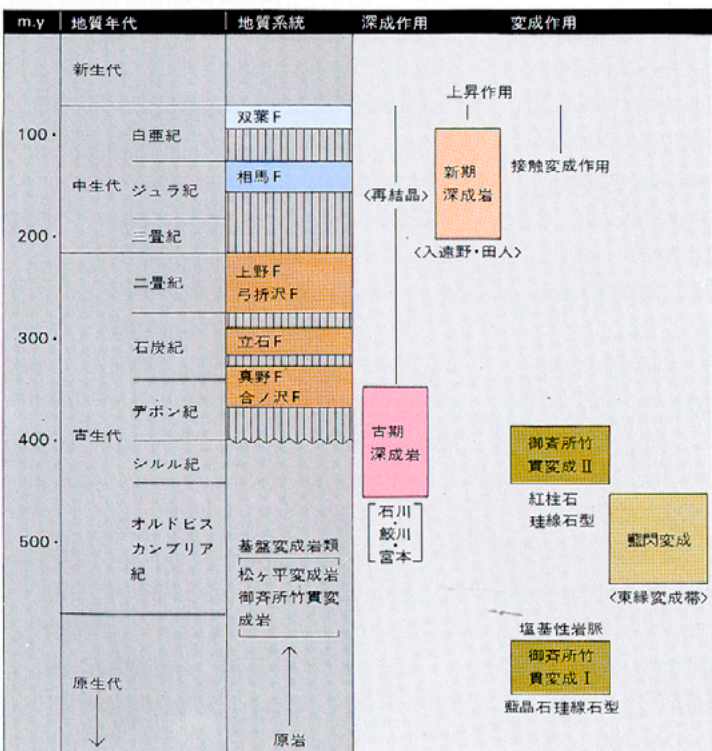 m.y 地質年代 地質系統 深成作用 変成作用
新生代
上昇作用
双葉F
100
白亜紀
新期
深成岩
接触変成作用
相馬F
中生代
ジュラ紀
<再結晶>
200
三畳紀
<入遠野・田人>
上野F
二畳紀
弓折沢F
300
石炭紀
立石F
真野F
合ノ沢F
デボン紀
400
古生代
古期
深成岩
御斉所竹
貫変成II
シルル紀
紅柱石
珪線石型
オルドビス
カンブリア
紀
[石川・鮫川・宮本]
500
藍閃変成
基盤変成岩類
松ヶ平変成岩
御斉所竹貫変
成岩
<東縁変成帯>
塩基性岩脈
御斉所竹
貫変成I
原生代
藍晶石珪線石型
原岩